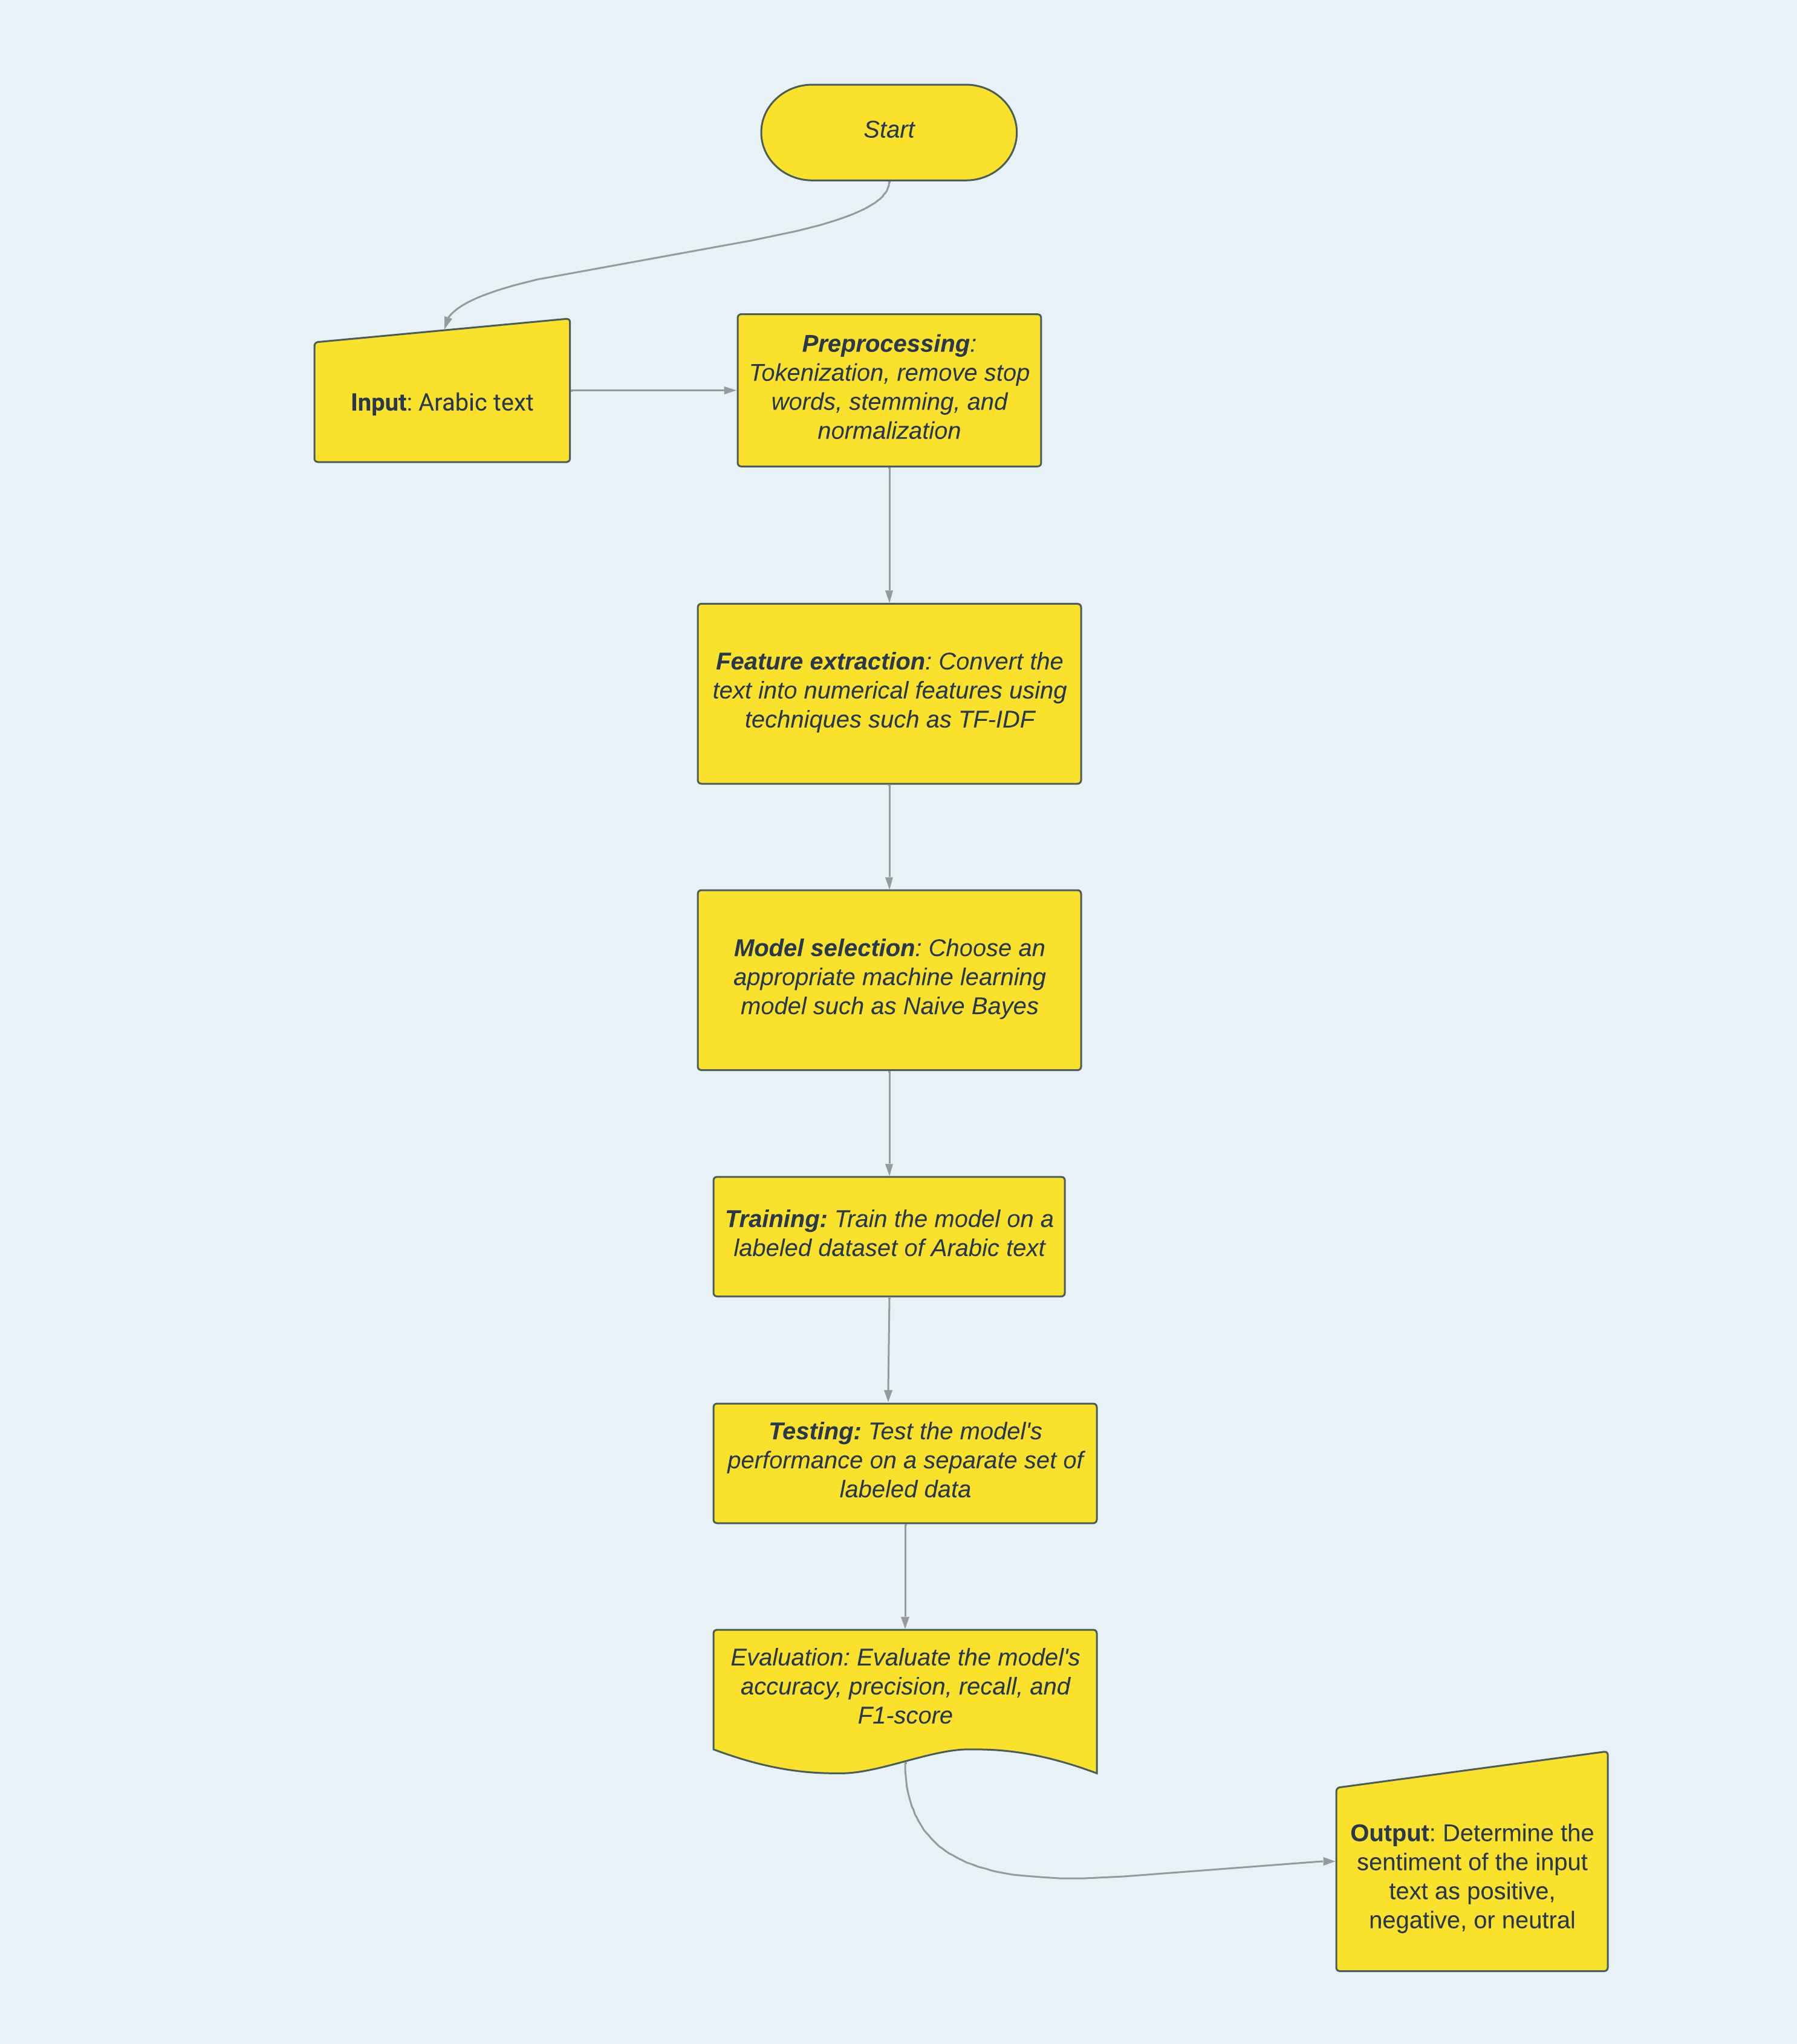 Start
Input: Arabic text
Preprocessing:
Tokenization, remove stop
words, stemming, and
normalization
Feature extraction: Convert the
text into numerical features using
techniques such as TF-IDF
Model selection: Choose an
appropriate machine learning
model such as Naive Bayes
Training: Train the model on a
labeled dataset of Arabic text
Testing: Test the model's
performance on a separate set of
labeled data
Evaluation: Evaluate the model's
accuracy, precision, recall, and
F1-score
Output: Determine the
sentiment of the input
text as positive,
negative, or neutral